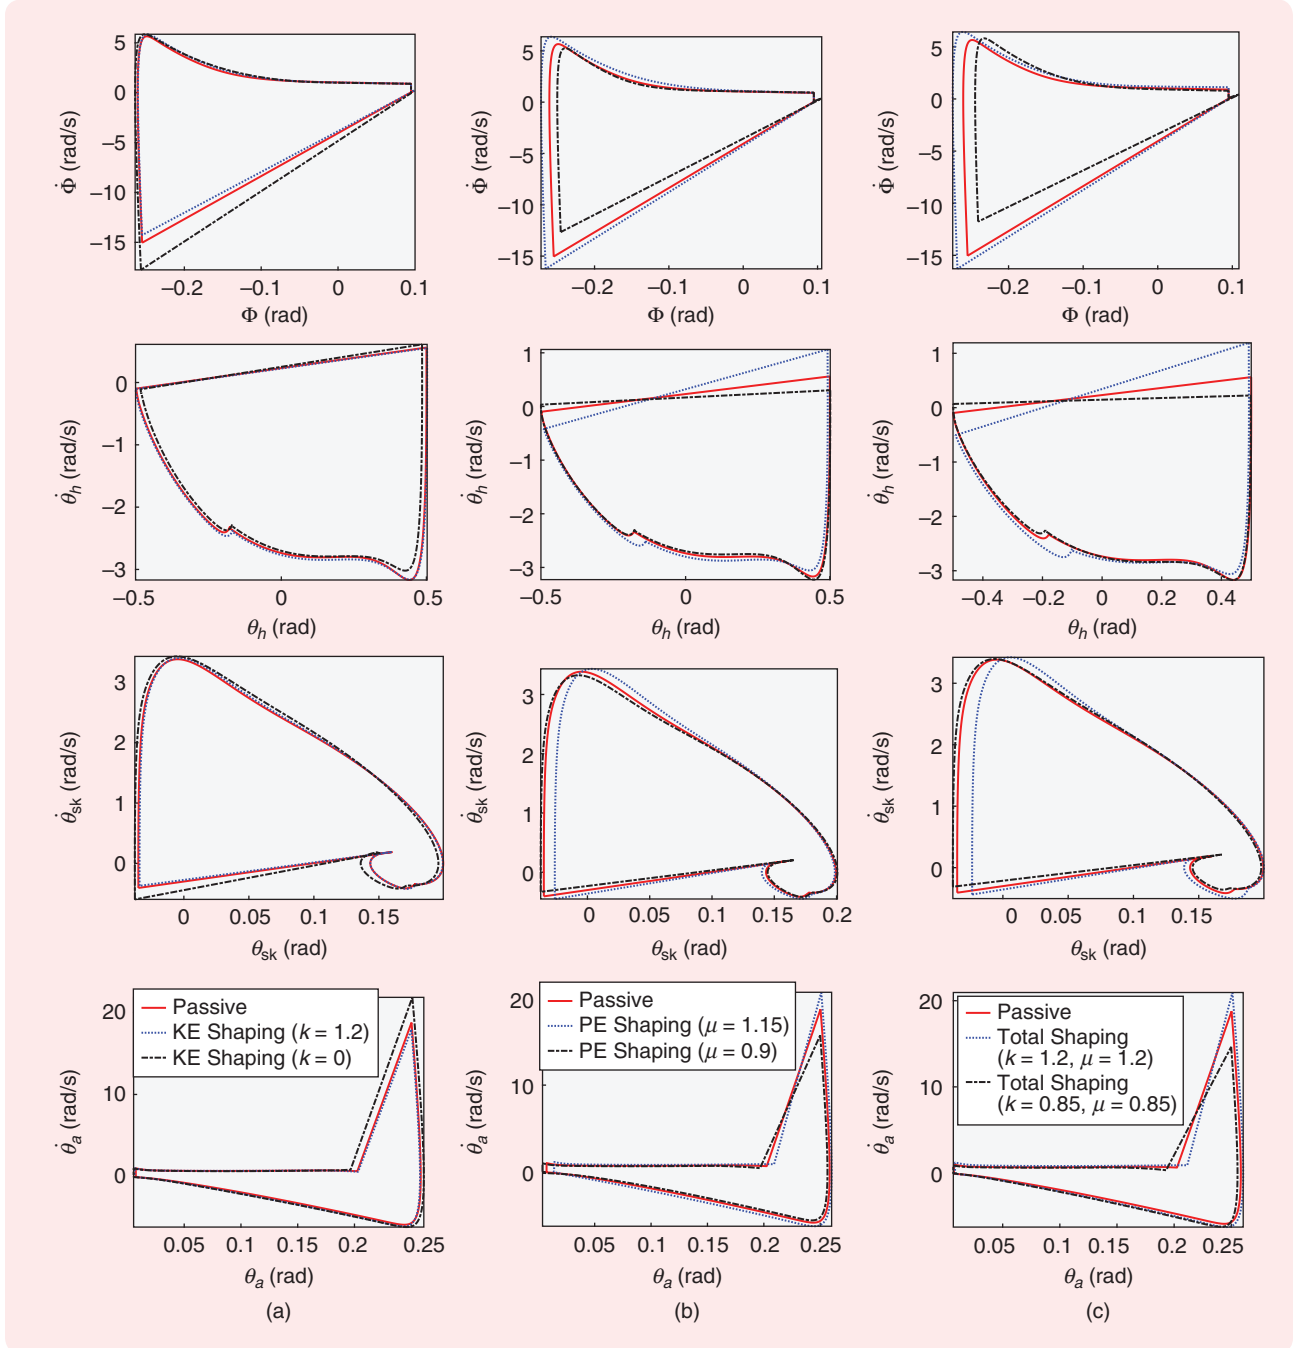 5
0
–5
–10
–15
Φ̇ (rad/s)
–0.2
–0.1
0
0.1
Φ (rad)
5
0
–5
–10
–15
Φ̇ (rad/s)
–0.2
–0.1
0
0.1
Φ (rad)
5
0
–5
–10
–15
Φ̇ (rad/s)
–0.2
–0.1
0
0.1
Φ (rad)
0
–1
–2
–3
θ̇h (rad/s)
–0.5
0
0.5
θh (rad)
1
0
–1
–2
–3
θ̇h (rad/s)
–0.5
0
0.5
θh (rad)
1
0
–1
–2
–3
θ̇h (rad/s)
–0.4
–0.2
0
0.2
0.4
θh (rad)
3
2
1
0
θ̇sk (rad/s)
0
0.05
0.1
0.15
θsk (rad)
3
2
1
0
θ̇sk (rad/s)
0
0.05
0.1
0.15
0.2
θsk (rad)
3
2
1
0
θ̇sk (rad/s)
0
0.05
0.1
0.15
θsk (rad)
Passive
KE Shaping (k = 1.2)
KE Shaping (k = 0)
20
10
0
θ̇a (rad/s)
0.05
0.1
0.15
0.2
0.25
θa (rad)
(a)
Passive
PE Shaping (μ = 1.15)
PE Shaping (μ = 0.9)
20
10
0
θ̇a (rad/s)
0.05
0.1
0.15
0.2
0.25
θa (rad)
(b)
Passive
Total Shaping
(k = 1.2, μ = 1.2)
Total Shaping
(k = 0.85, μ = 0.85)
20
10
0
θ̇a (rad/s)
0.05
0.1
0.15
0.2
0.25
θa (rad)
(c)